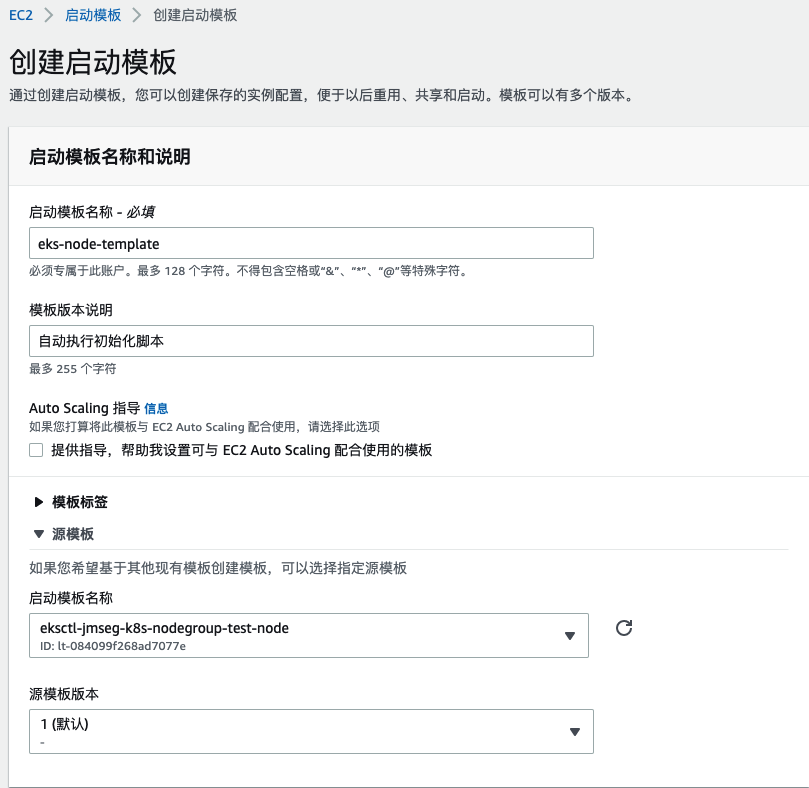 EC2 > 启动模板 > 创建启动模板
创建启动模板
通过创建启动模板，您可以创建保存的实例配置，便于以后重用、共享和启动。模板可以有多个版本。
启动模板名称和说明
启动模板名称 - 必填
eks-node-template
必须专属于此账户。最多 128 个字符。不得包含空格或“&”、“*”、“@”等特殊字符。
模板版本说明
自动执行初始化脚本
最多 255 个字符
Auto Scaling 指导 信息
如果您打算将此模板与 EC2 Auto Scaling 配合使用，请选择此选项
提供指导，帮助我设置可与 EC2 Auto Scaling 配合使用的模板
模板标签
源模板
如果您希望基于其他现有模板创建模板，可以选择指定源模板
启动模板名称
eksctl-jmseg-k8s-nodegroup-test-node
ID: lt-084099f268ad7077e
源模板版本
1 (默认)
-